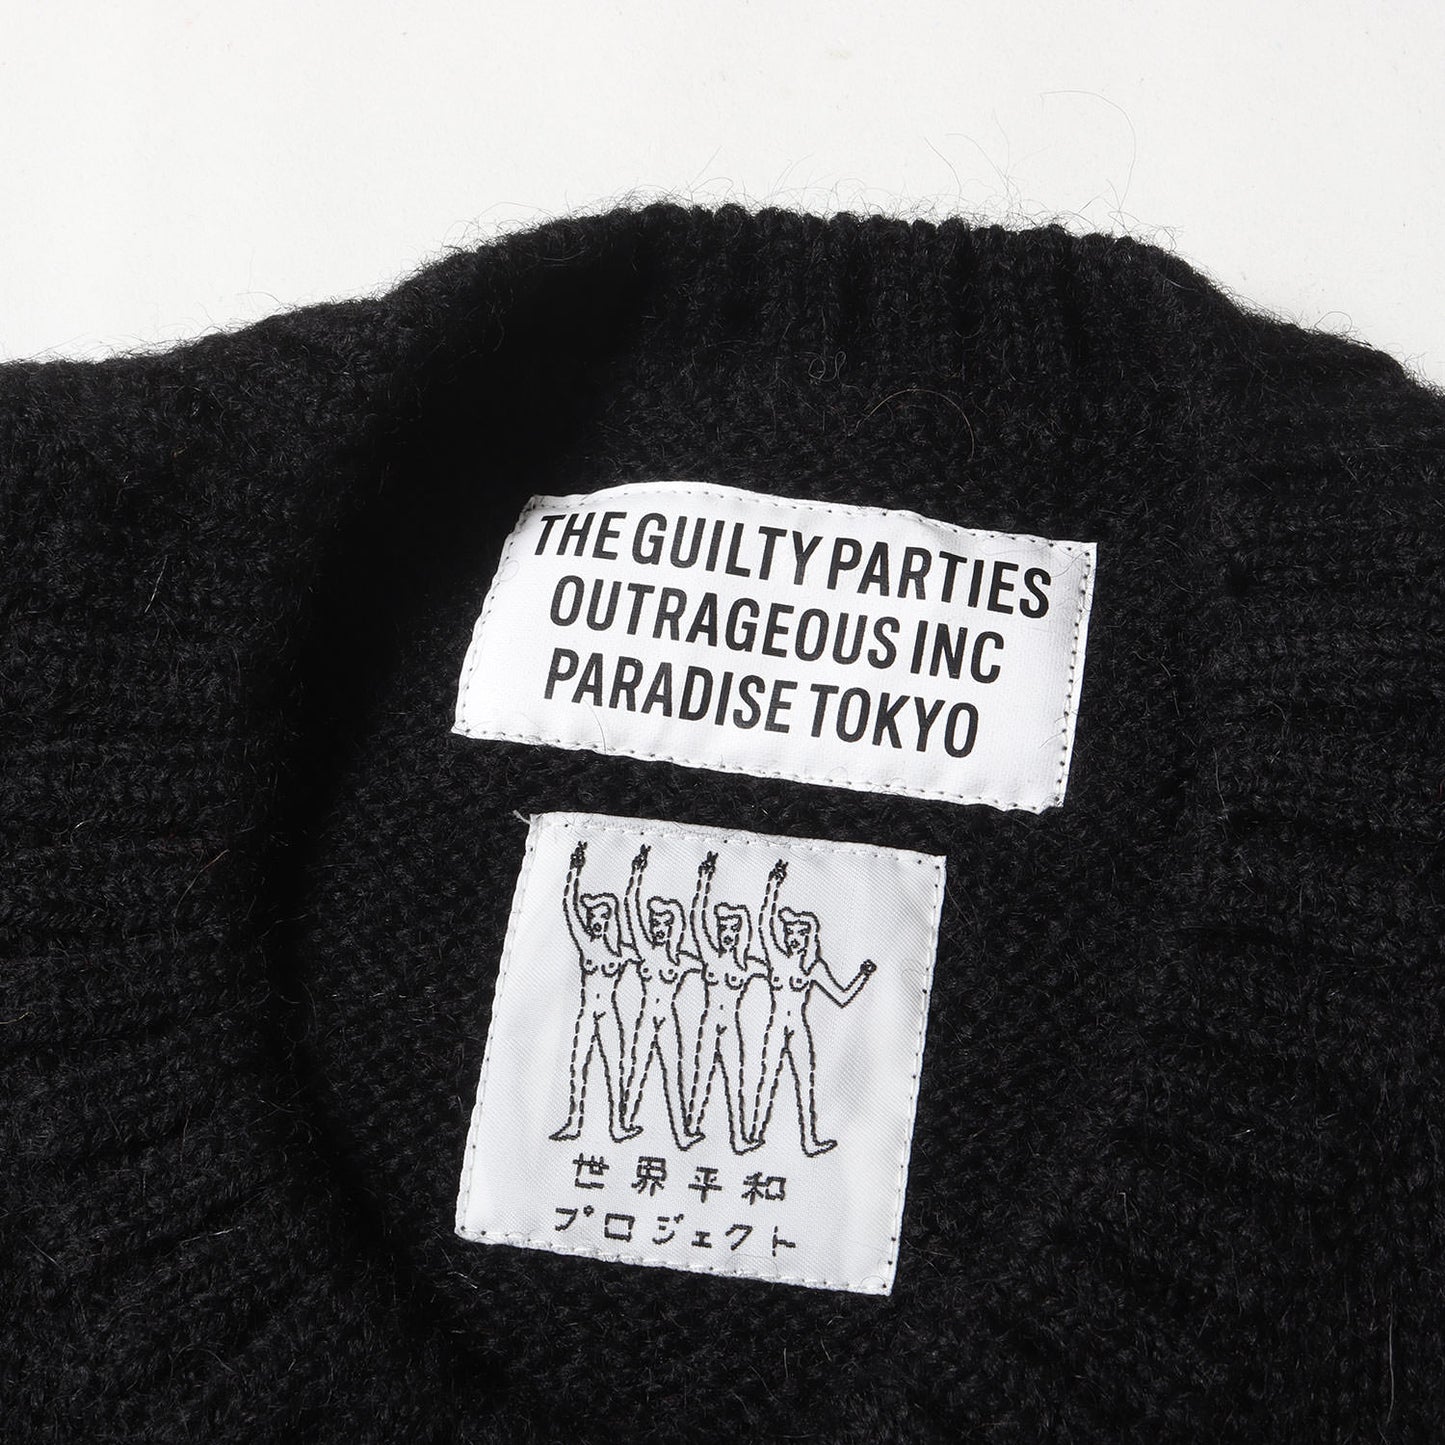 THE GUILTY PARTIES
OUTRAGEOUS INC
PARADISE TOKYO
世界平和
プロジェクト